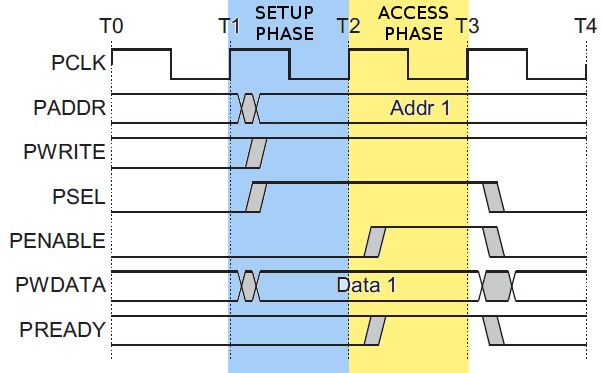 SETUP PHASE
ACCESS PHASE
T0 T1 T2 T3 T4
PCLK
PADDR Addr 1
PWRITE
PSEL
PENABLE
PWDATA Data 1
PREADY